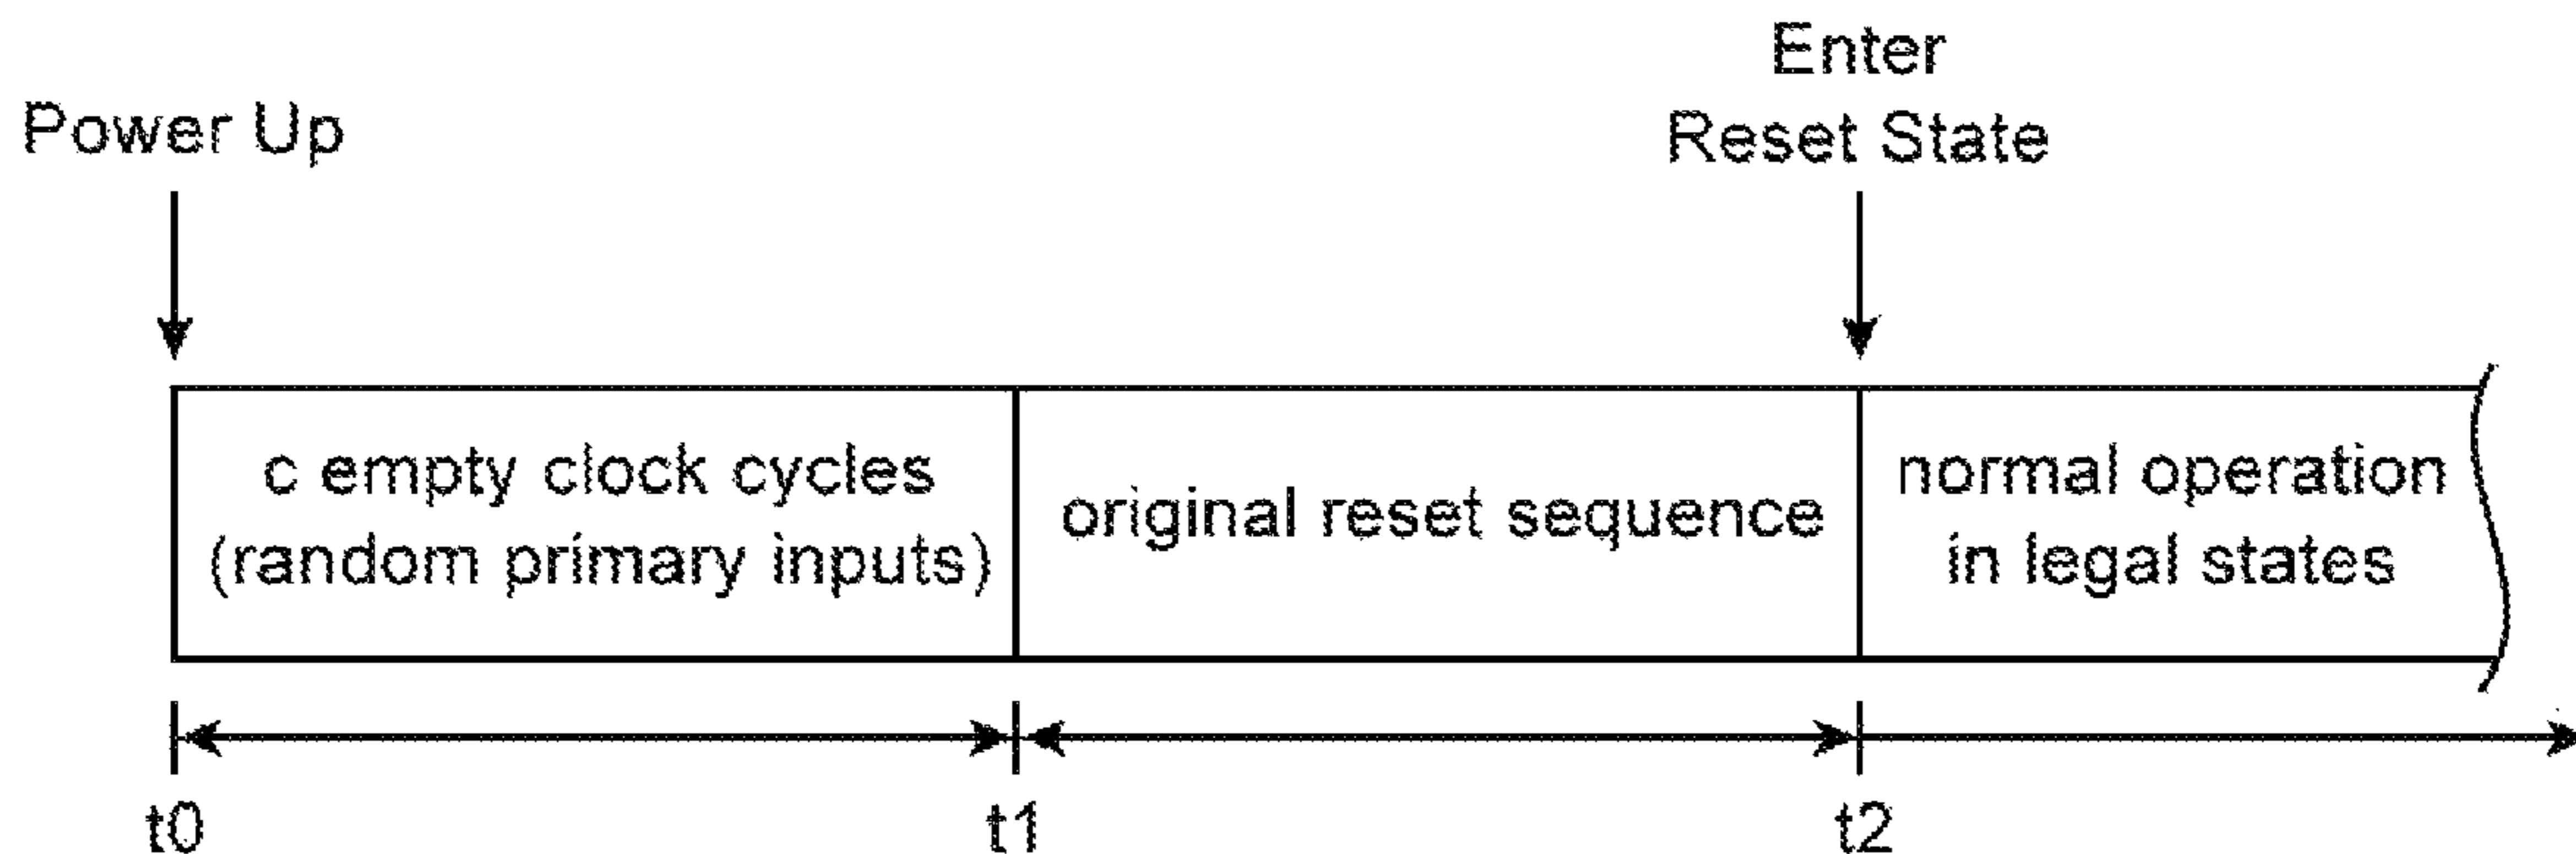 Power Up
Enter
Reset State
c empty clock cycles
(random primary inputs)
original reset sequence
normal operation
in legal states
t0
t1
t2